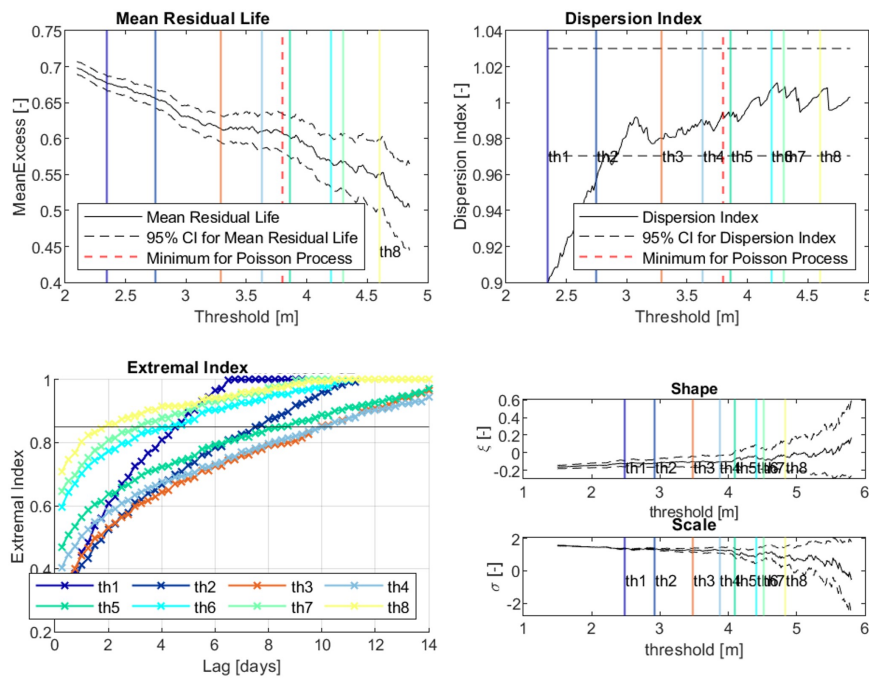 Mean Residual Life
0.75
0.7
0.65
0.6
0.55
0.5
0.45
0.4
MeanExcess [-]
Mean Residual Life
95% CI for Mean Residual Life
Minimum for Poisson Process
th8
2
2.5
3
3.5
4
4.5
5
Threshold [m]
Dispersion Index
1.04
1.02
1
0.98
0.96
0.94
0.92
0.9
Dispersion Index [-]
th1
th2
th3
th4
th5
th7
th8
Dispersion Index
95% CI for Dispersion Index
Minimum for Poisson Process
2
2.5
3
3.5
4
4.5
5
Threshold [m]
Extremal Index
1
0.8
0.6
0.4
0.2
Extremal Index
th1
th2
th3
th4
th5
th6
th7
th8
0
2
4
6
8
10
12
14
Lag [days]
Shape
0.6
0.4
0.2
0
-0.2
ξ [-]
th1
th2
th3
th4
th5
th7
th8
1
2
3
4
5
6
threshold [m]
Scale
2
0
-2
σ [-]
th1
th2
th3
th4
th5
th7
th8
1
2
3
4
5
6
threshold [m]